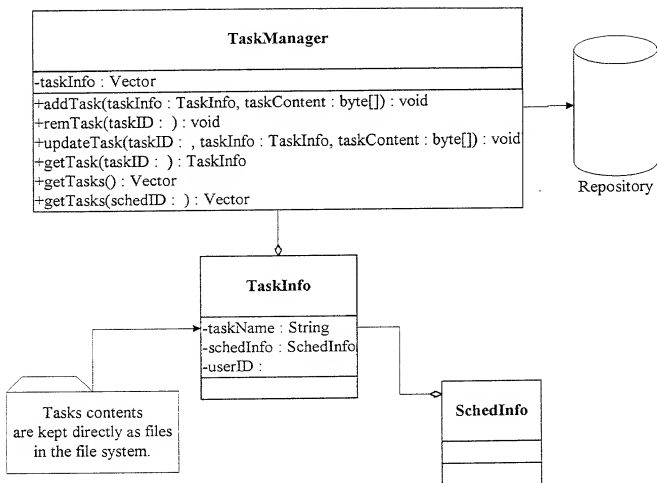 TaskManager
-taskInfo : Vector
+addTask(taskInfo : TaskInfo, taskContent : byte[]) : void
+remTask(taskID : ) : void
+updateTask(taskID : , taskInfo : TaskInfo, taskContent : byte[]) : void
+getTask(taskID : ) : TaskInfo
+getTasks() : Vector
+getTasks(schedID : ) : Vector
Repository
TaskInfo
-taskName : String
-schedInfo : SchedInfo
-userID :
Tasks contents
are kept directly as files
in the file system.
SchedInfo